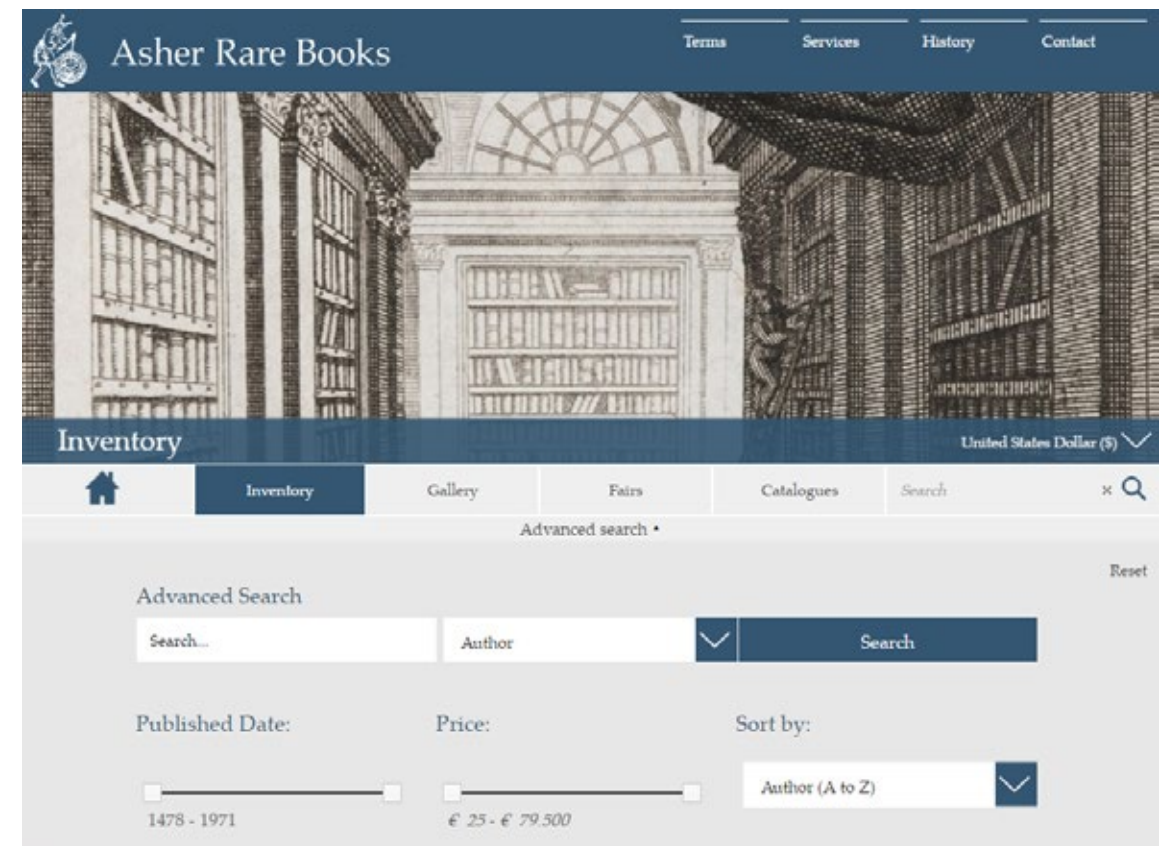 Asher Rare Books
Terms Services History Contact
Inventory
United States Dollar ($)
Inventory Gallery Fairs Catalogues Search ×
Advanced search •
Reset
Advanced Search
Search... Author Search
Published Date: Price: Sort by:
Author (A to Z)
1478 - 1971 € 25 - € 79.500